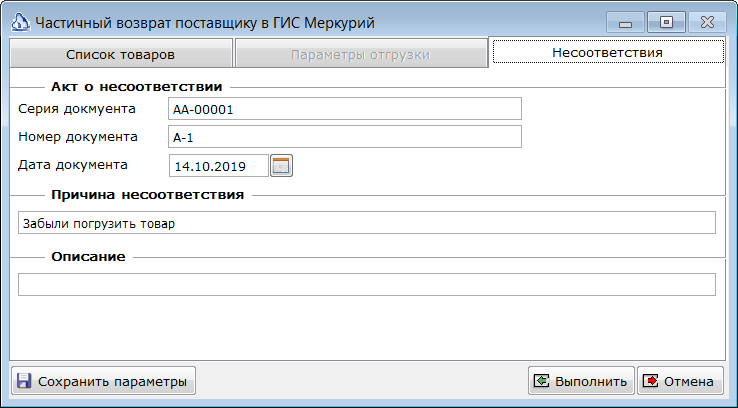 Частичный возврат поставщику в ГИС Меркурий
Список товаров
Параметры отгрузки
Несоответствия
Акт о несоответствии
Серия докмуента
АА-00001
Номер документа
А-1
Дата документа
14.10.2019
Причина несоответствия
Забыли погрузить товар
Описание
Сохранить параметры
Выполнить
Отмена